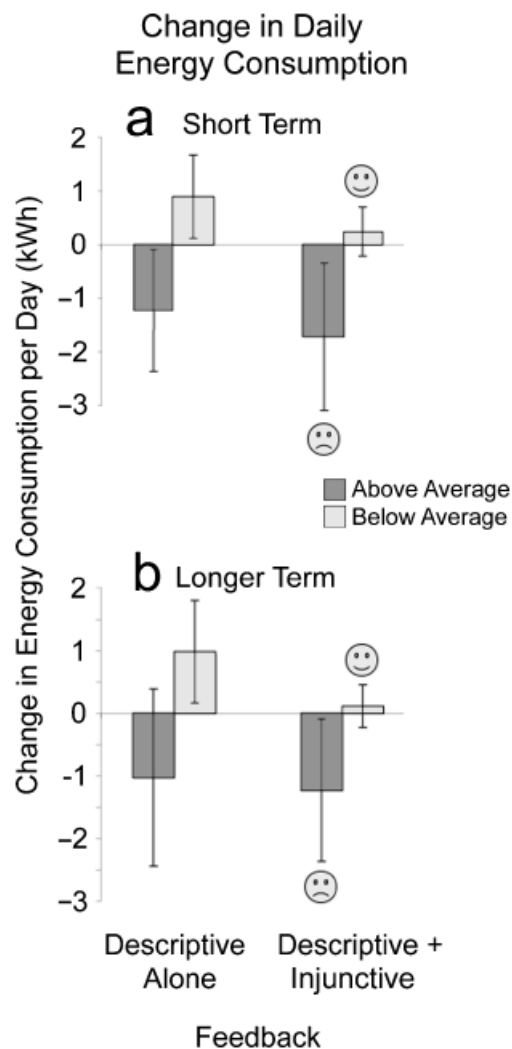 Change in Daily
Energy Consumption
Change in Energy Consumption per Day (kWh)
a Short Term
2
1
0
−1
−2
−3
Above Average
Below Average
b Longer Term
2
1
0
-1
−2
−3
Descriptive Alone
Descriptive + Injunctive
Feedback